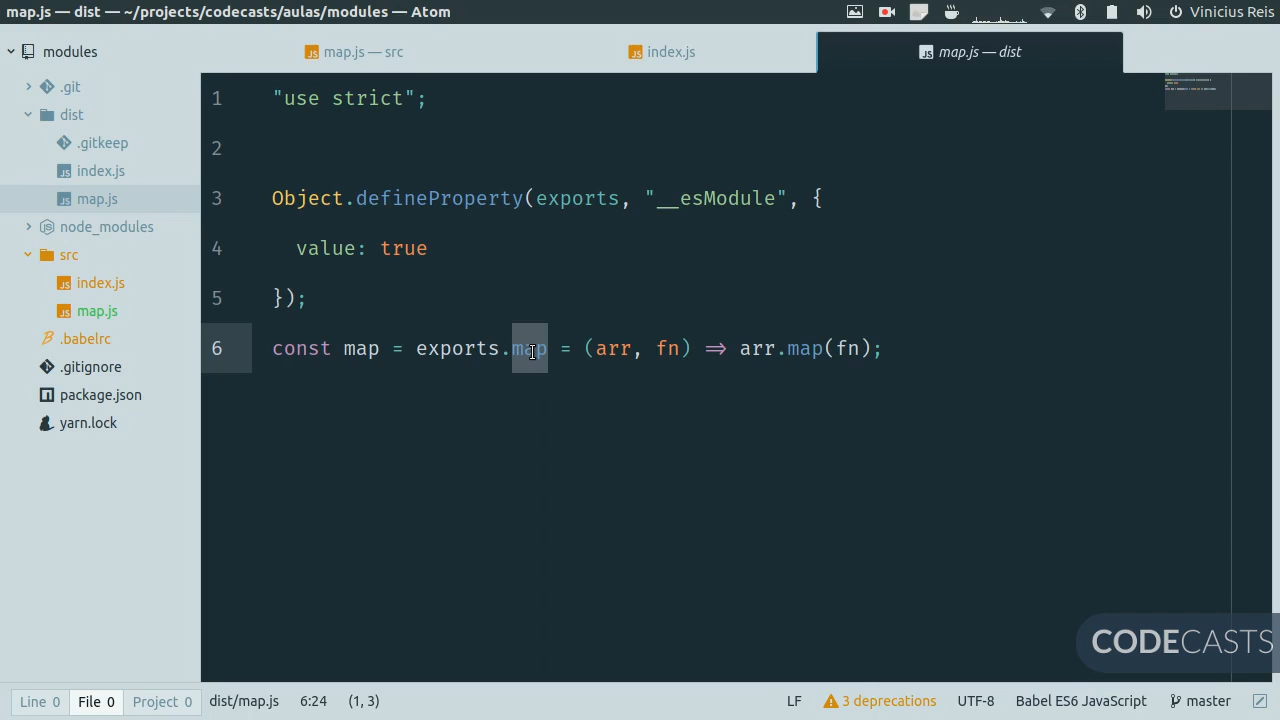 map.js — dist — ~/projects/codecasts/aulas/modules — Atom
Vinicius Reis
modules
.git
dist
.gitkeep
index.js
map.js
node_modules
src
index.js
map.js
.babelrc
.gitignore
package.json
yarn.lock
map.js — src
index.js
map.js — dist
1 "use strict";
2
3 Object.defineProperty(exports, "__esModule", {
4 value: true
5 });
6 const map = exports.map = (arr, fn) => arr.map(fn);
CODECASTS
Line 0 File 0 Project 0 dist/map.js 6:24 (1, 3) LF 3 deprecations UTF-8 Babel ES6 JavaScript master